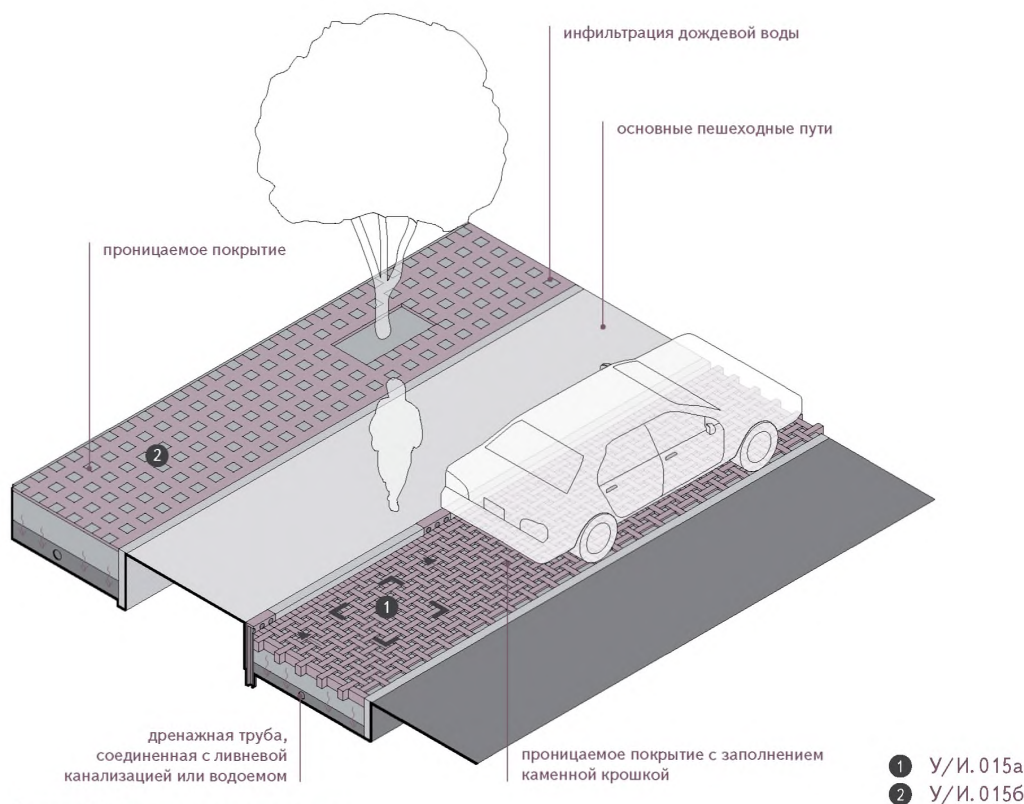 инфильтрация дождевой воды
основные пешеходные пути
проницаемое покрытие
2
1
дренажная труба,
соединенная с ливневой
канализацией или водоемом
проницаемое покрытие с заполнением
каменной крошкой
1 У/И.015а
2 У/И.015б